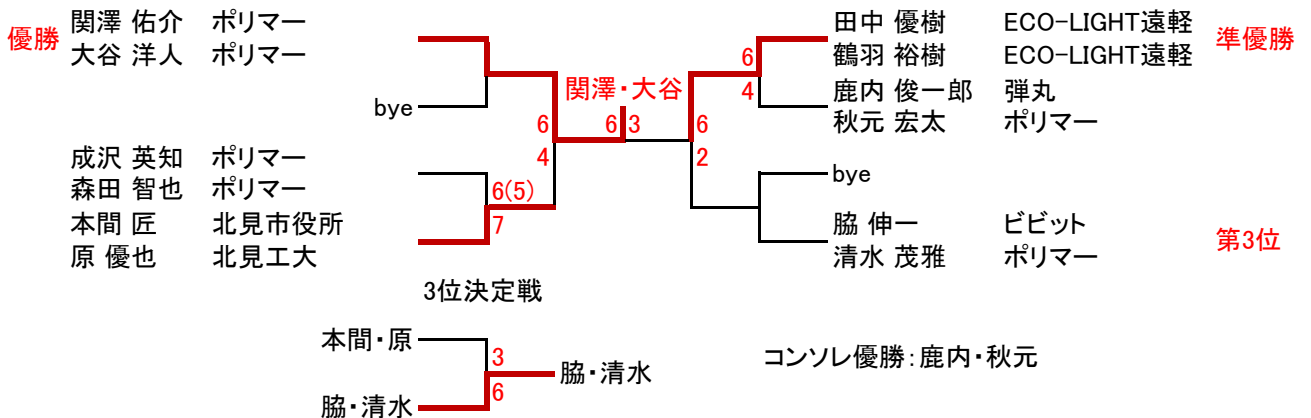 関澤 佑介 ポリマー
優勝
大谷 洋人 ポリマー
bye
成沢 英知 ポリマー
森田 智也 ポリマー
本間 匠 北見市役所
原 優也 北見工大
6(5)
7
6
4
関澤・大谷
6 3
田中 優樹 ECO-LIGHT遠軽
準優勝
鶴羽 裕樹 ECO-LIGHT遠軽
鹿内 俊一郎 弾丸
秋元 宏太 ポリマー
6
4
6
2
bye
脇 伸一 ビビット
第3位
清水 茂雅 ポリマー
3位決定戦
本間・原
3
脇・清水
6
脇・清水
コンソレ優勝:鹿内・秋元